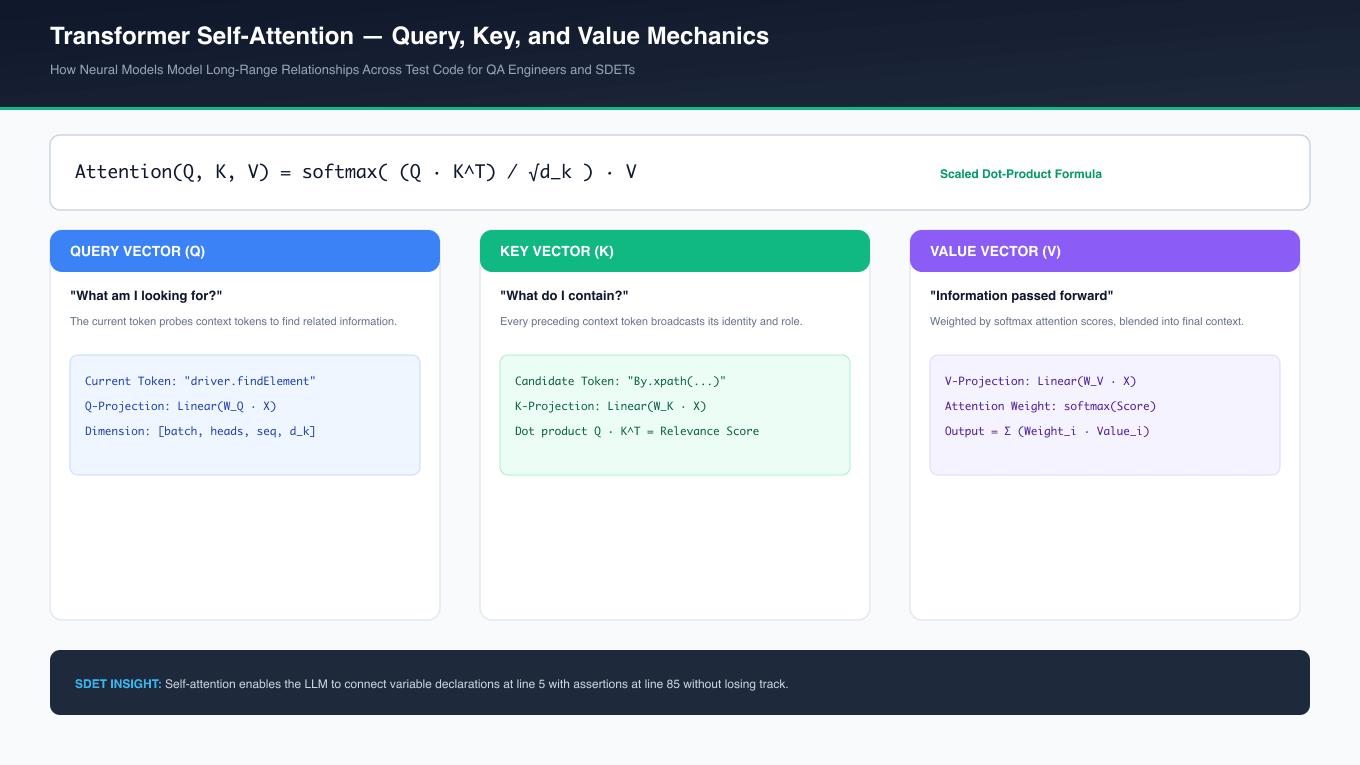 Transformer Self-Attention — Query, Key, and Value Mechanics
How Neural Models Model Long-Range Relationships Across Test Code for QA Engineers and SDETs
Attention(Q, K, V) = softmax( (Q · K^T) / √d_k ) · V
Scaled Dot-Product Formula
QUERY VECTOR (Q)
"What am I looking for?"
The current token probes context tokens to find related information.
Current Token: "driver.findElement"
Q-Projection: Linear(W_Q · X)
Dimension: [batch, heads, seq, d_k]
KEY VECTOR (K)
"What do I contain?"
Every preceding context token broadcasts its identity and role.
Candidate Token: "By.xpath(...)"
K-Projection: Linear(W_K · X)
Dot product Q · K^T = Relevance Score
VALUE VECTOR (V)
"Information passed forward"
Weighted by softmax attention scores, blended into final context.
V-Projection: Linear(W_V · X)
Attention Weight: softmax(Score)
Output = Σ (Weight_i · Value_i)
SDET INSIGHT: Self-attention enables the LLM to connect variable declarations at line 5 with assertions at line 85 without losing track.